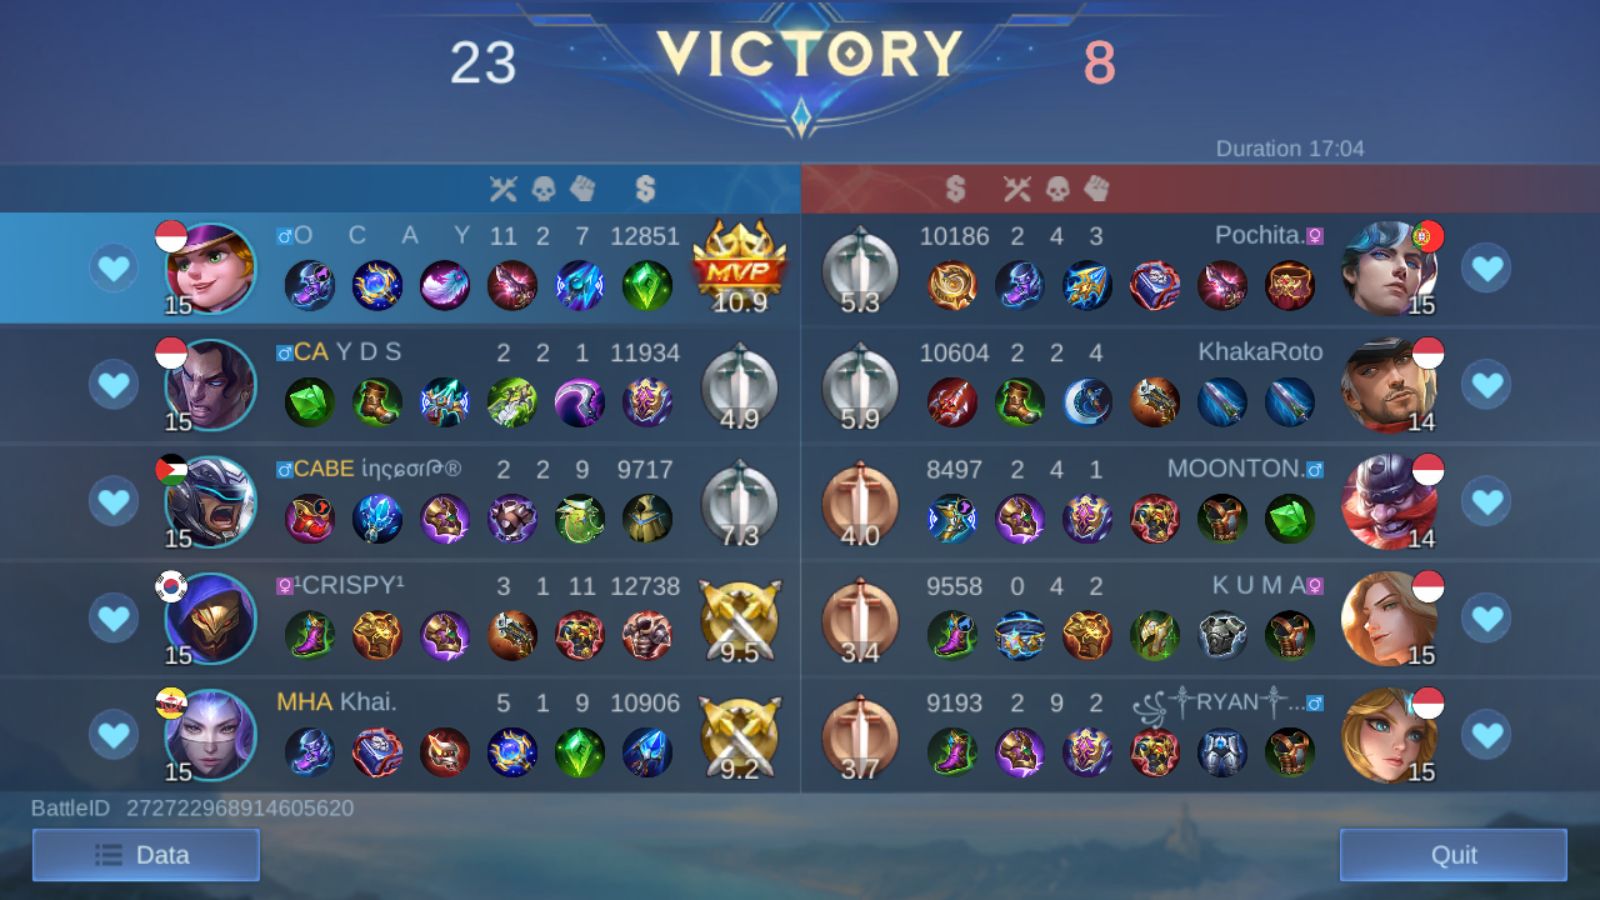 23 VICTORY 8
Duration 17:04
O C A Y 11 2 7 12851 MVP 10.9 15
5.3 10186 2 4 3 Pochita. 15
CA Y D S 2 2 1 11934 4.9 15
5.9 10604 2 2 4 KhakaRoto 14
CABE 2 2 9 9717 7.3 15
4.0 8497 2 4 1 MOONTON. 14
¹CRISPY¹ 3 1 11 12738 9.5 15
3.4 9558 0 4 2 K U M A 15
MHA Khai. 5 1 9 10906 9.2 15
3.7 9193 2 9 2 RYAN ... 15
BattleID 272722968914605620
Data
Quit